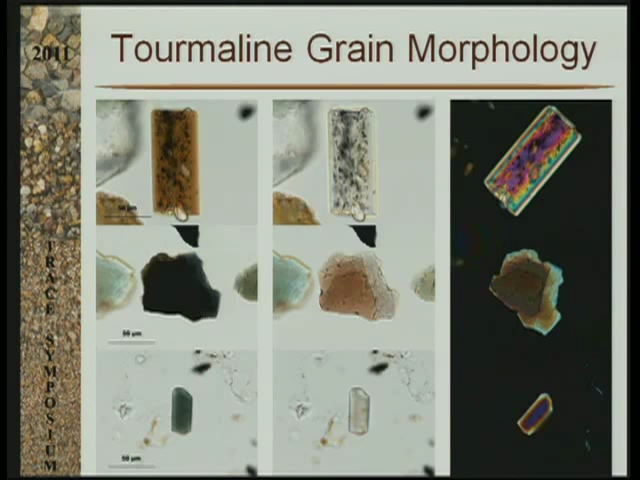 2011
Tourmaline Grain Morphology
TRACE SYMPOSIUM
50 µm
50 µm